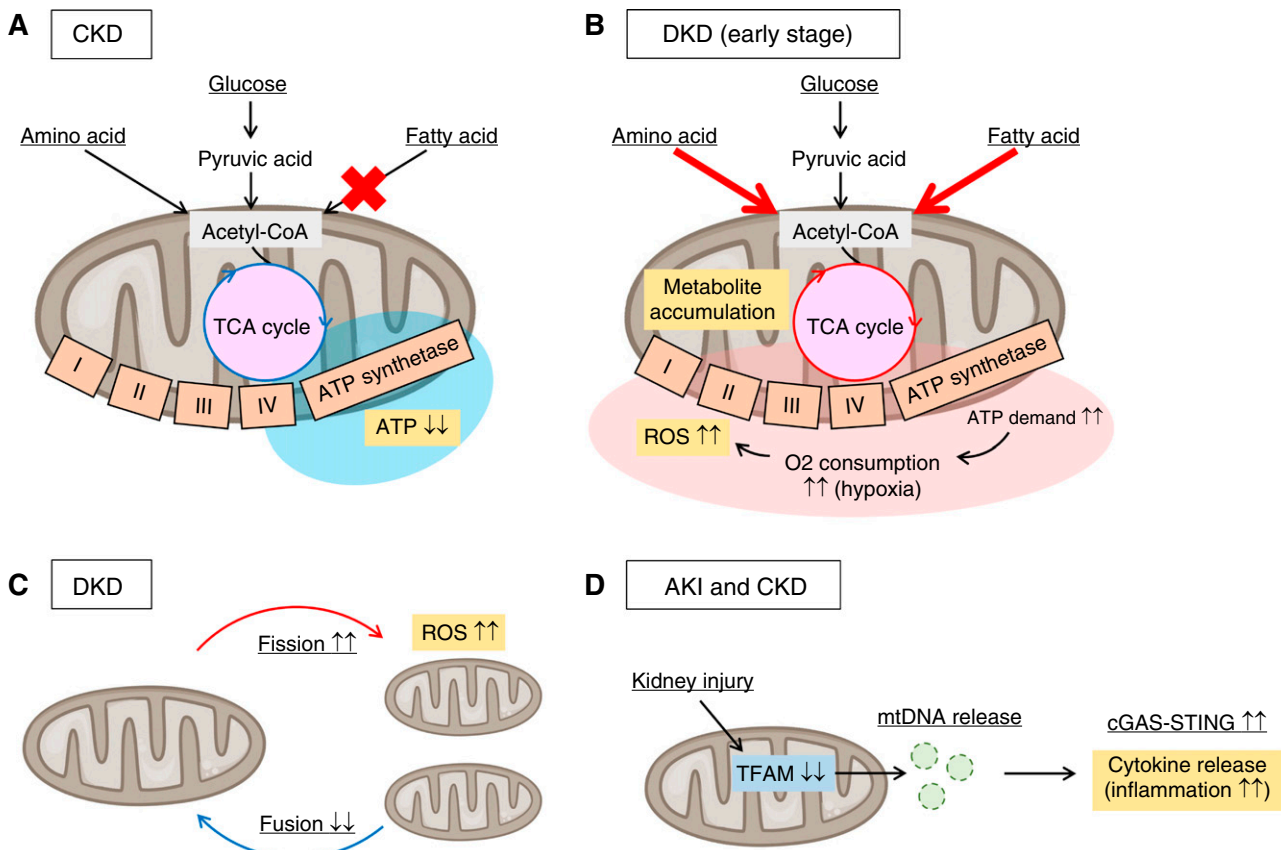 A
CKD
Glucose
Amino acid
Fatty acid
Pyruvic acid
Acetyl-CoA
TCA cycle
I
II
III
IV
ATP synthetase
ATP ↓↓
B
DKD (early stage)
Glucose
Amino acid
Fatty acid
Pyruvic acid
Acetyl-CoA
Metabolite
accumulation
TCA cycle
I
II
III
IV
ATP synthetase
ROS ↑↑
ATP demand ↑↑
O2 consumption
↑↑ (hypoxia)
C
DKD
Fission ↑↑
ROS ↑↑
Fusion ↓↓
D
AKI and CKD
Kidney injury
TFAM ↓↓
mtDNA release
cGAS-STING ↑↑
Cytokine release
(inflammation ↑↑)